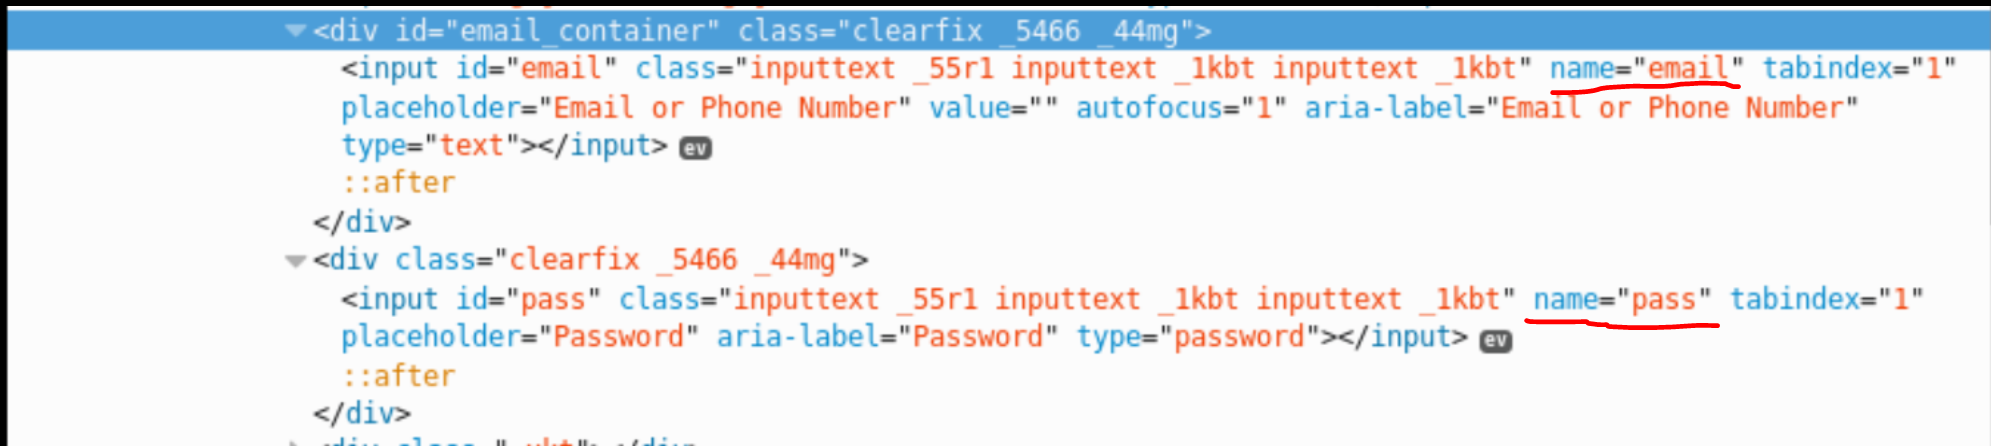 <div id="email_container" class="clearfix _5466 _44mg">
<input id="email" class="inputtext _55r1 inputtext _1kbt inputtext _1kbt" name="email" tabindex="1"
placeholder="Email or Phone Number" value="" autofocus="1" aria-label="Email or Phone Number"
type="text"></input> ev
::after
</div>
<div class="clearfix _5466 _44mg">
<input id="pass" class="inputtext _55r1 inputtext _1kbt inputtext _1kbt" name="pass" tabindex="1"
placeholder="Password" aria-label="Password" type="password"></input> ev
::after
</div>